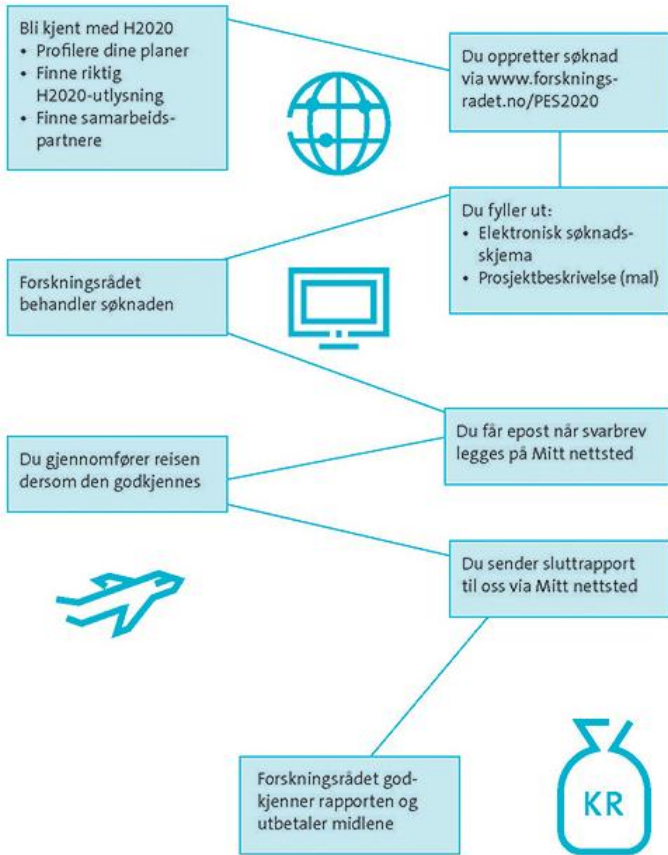 Bli kjent med H2020
• Profilere dine planer
• Finne riktig
H2020-utlysning
• Finne samarbeids-
partnere
Du oppretter søknad
via www.forsknings-
radet.no/PES2020
Du fyller ut:
• Elektronisk søknads-
skjema
• Prosjektbeskrivelse (mal)
Forskningsrådet
behandler søknaden
Du får epost når svarbrev
legges på Mitt nettsted
Du gjennomfører reisen
dersom den godkjennes
Du sender sluttrapport
til oss via Mitt nettsted
Forskningsrådet god-
kjenner rapporten og
utbetaler midlene
KR